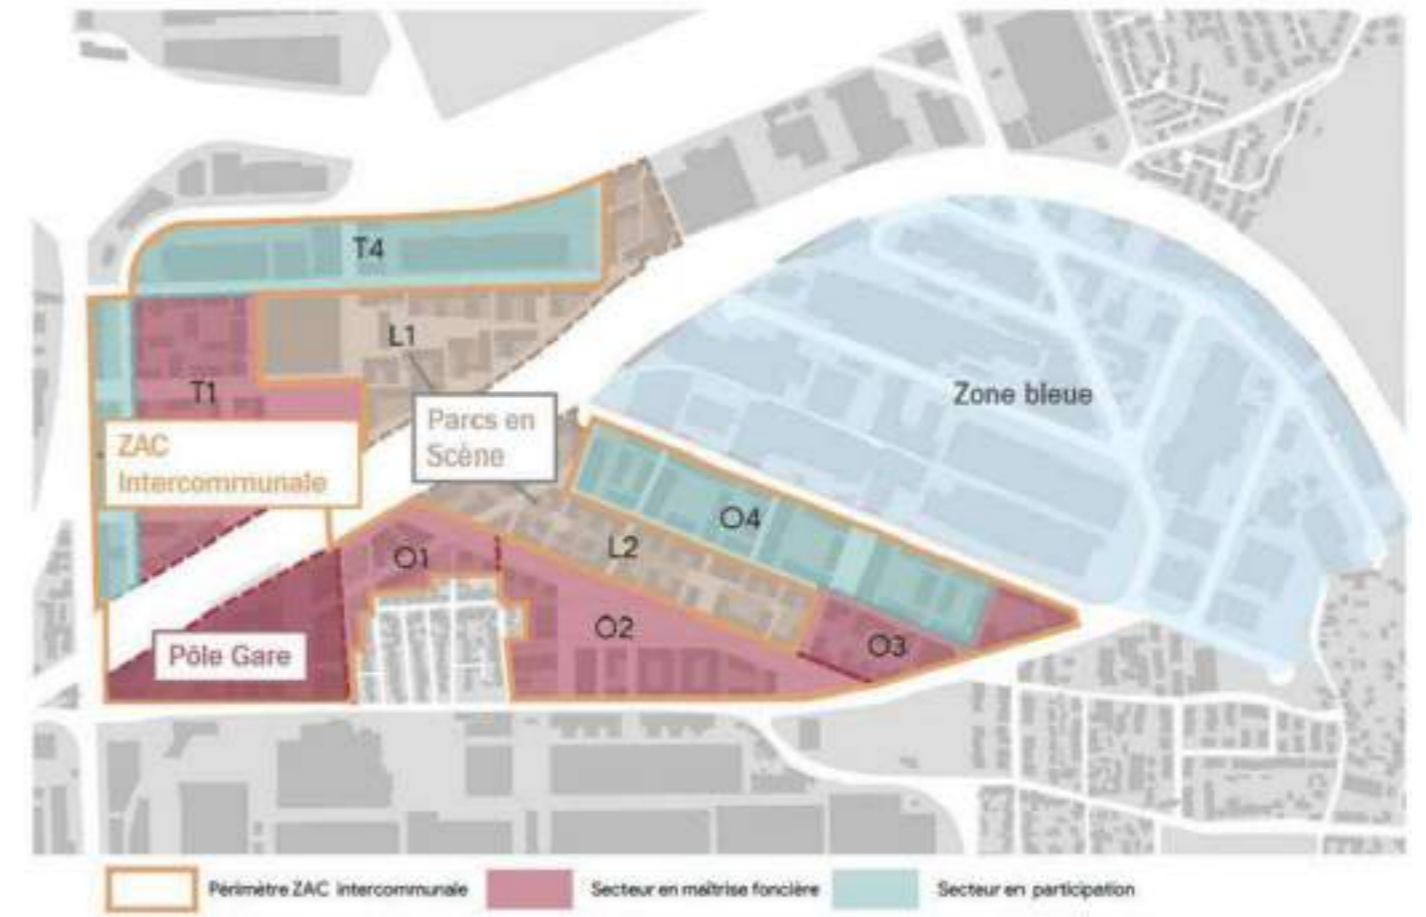 T4
L1
T1
Zone bleue
Parcs en
Scène
ZAC
Intercommunale
O4
L2
O1
O2
O3
Pôle Gare
Périmètre ZAC intercommunale
Secteur en maîtrise foncière
Secteur en participation